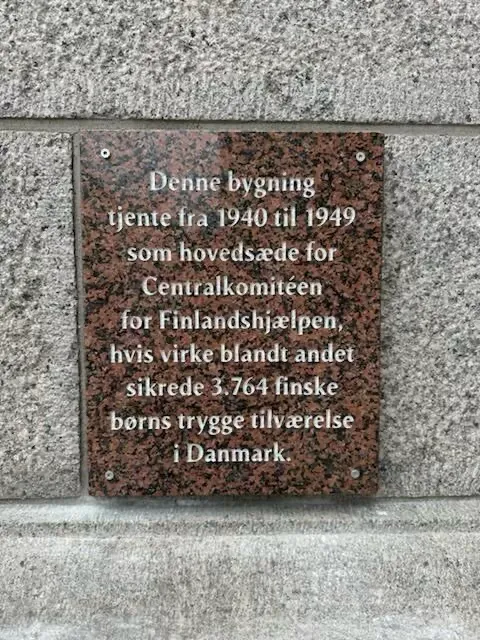 Denne bygning
tjente fra 1940 til 1949
som hovedsæde for
Centralkomitéen
for Finlandshjælpen,
hvis virke blandt andet
sikrede 3.764 finske
børns trygge tilværelse
i Danmark.